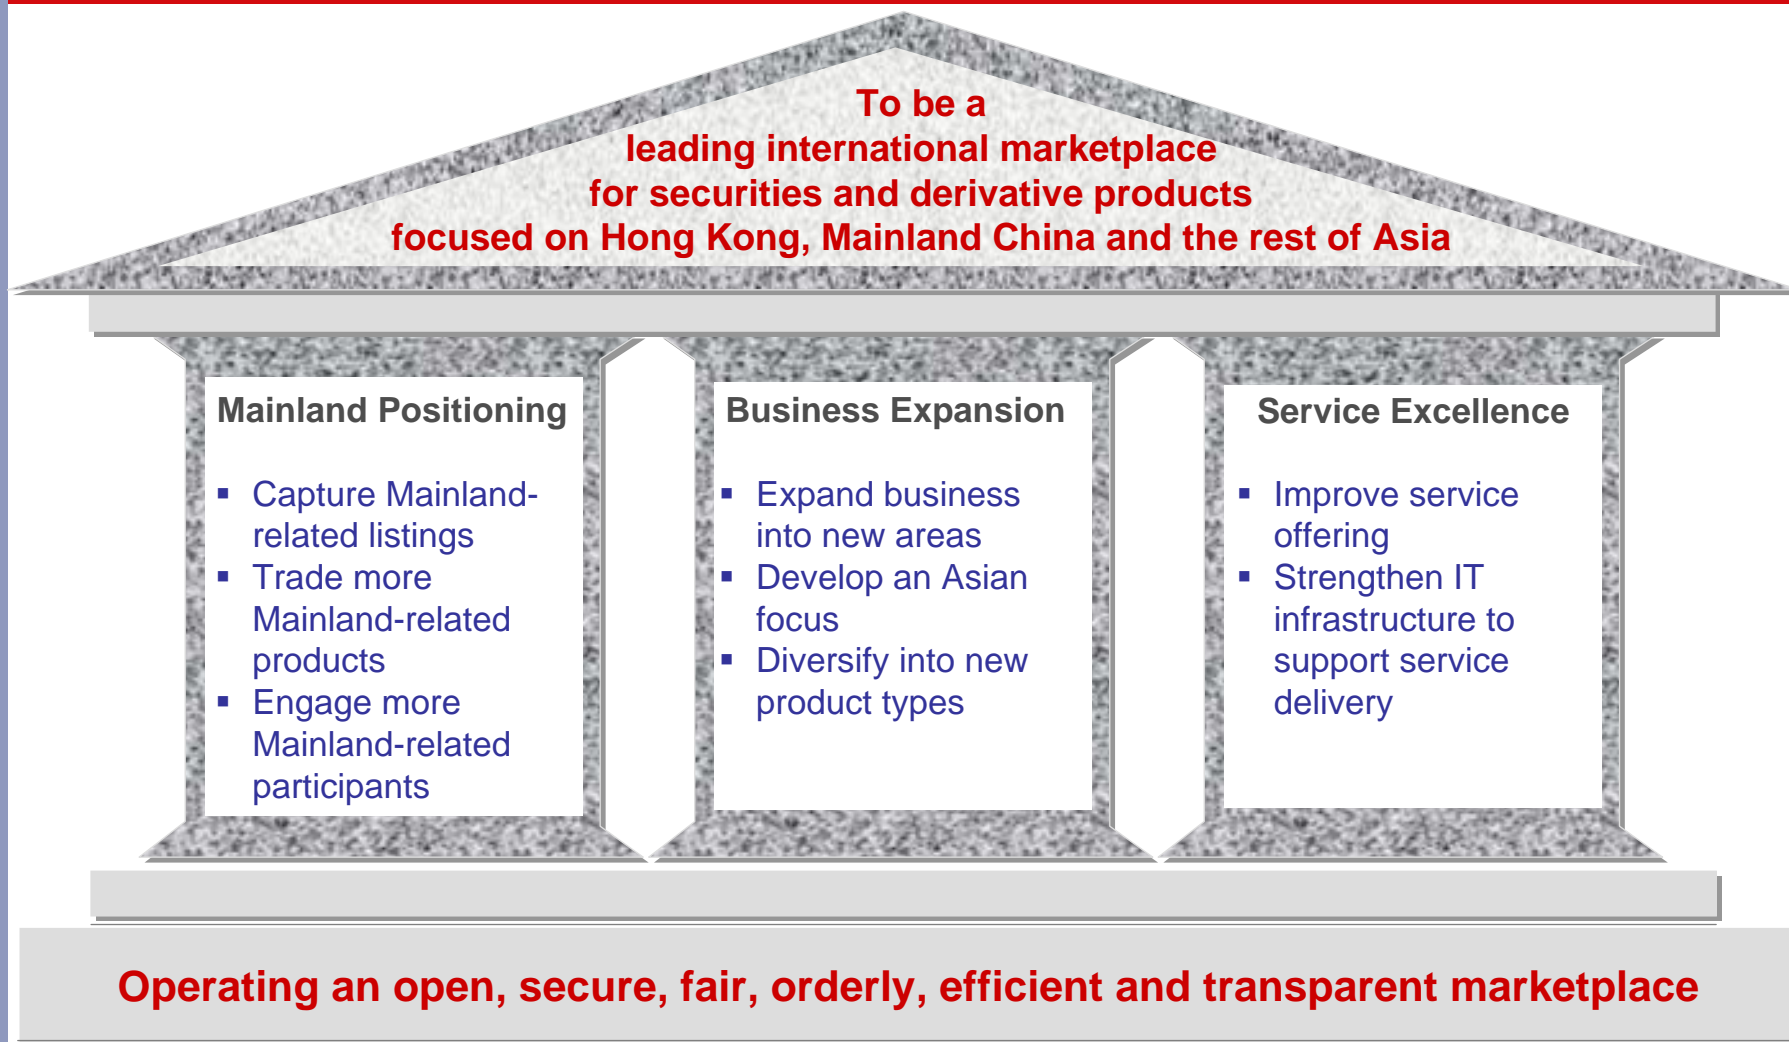 To be a
leading international marketplace
for securities and derivative products
focused on Hong Kong, Mainland China and the rest of Asia
Mainland Positioning
▪ Capture Mainland-
related listings
▪ Trade more
Mainland-related
products
▪ Engage more
Mainland-related
participants
Business Expansion
▪ Expand business
into new areas
▪ Develop an Asian
focus
▪ Diversify into new
product types
Service Excellence
▪ Improve service
offering
▪ Strengthen IT
infrastructure to
support service
delivery
Operating an open, secure, fair, orderly, efficient and transparent marketplace